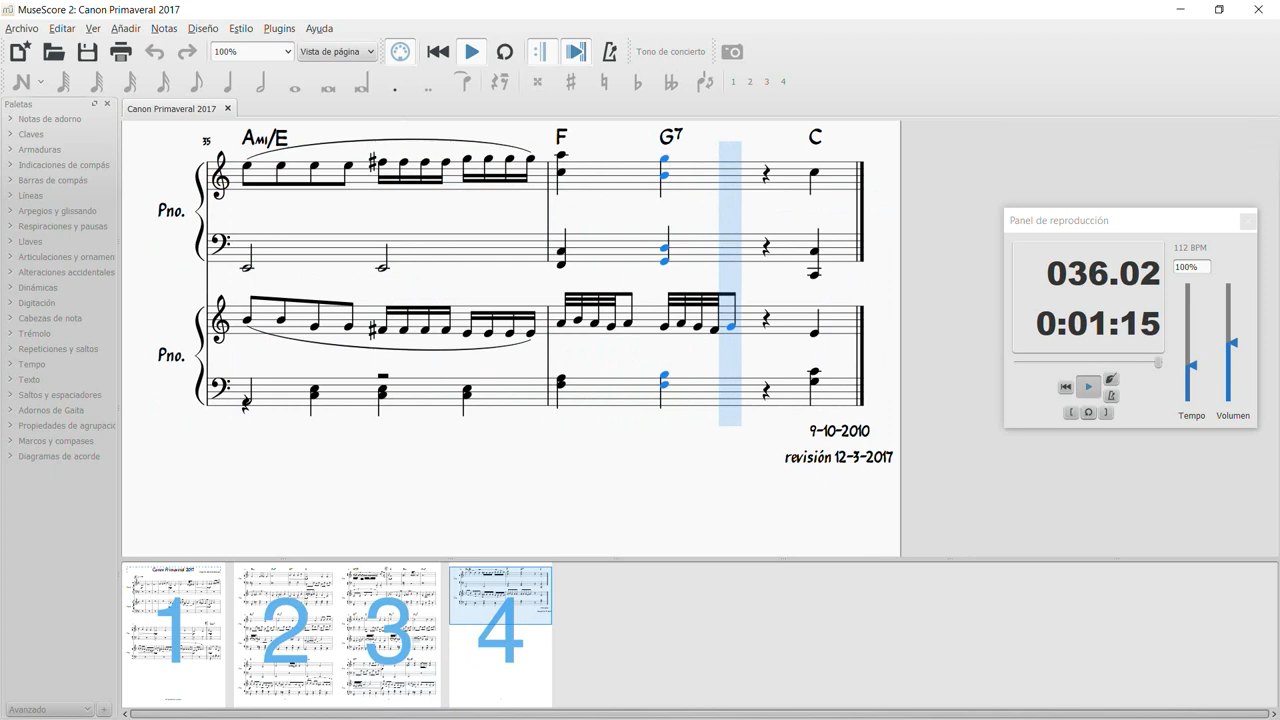 MuseScore 2: Canon Primaveral 2017
Archivo Editar Ver Añadir Notas Diseño Estilo Plugins Ayuda
100% Vista de página Tono de concierto
1 2 3 4
Paletas
Notas de adorno
Claves
Armaduras
Indicaciones de compás
Barras de compás
Líneas
Arpegios y glissando
Respiraciones y pausas
Llaves
Articulaciones y ornamen
Alteraciones accidentales
Dinámicas
Digitación
Cabezas de nota
Trémolo
Repeticiones y saltos
Tempo
Texto
Saltos y espaciadores
Adornos de Gaita
Propiedades de agrupació
Marcos y compases
Diagramas de acorde
Avanzado
Canon Primaveral 2017
35 Ami/E F G7 C
Pno.
Pno.
9-10-2010
revisión 12-3-2017
Panel de reproducción
112 BPM
036.02 100%
0:01:15
Tempo Volumen
Canon Primaveral 2017
1 2 3 4